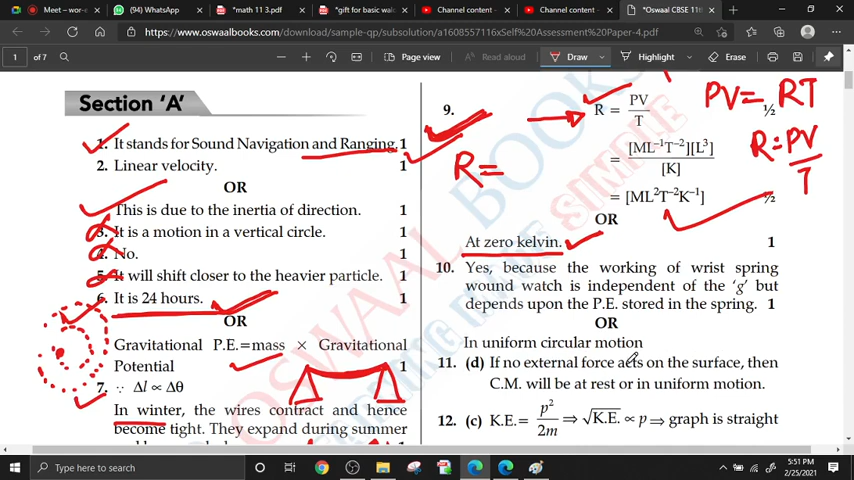 Meet – wor-e
(94) WhatsApp
*math 11 3.pdf
*gift for basic wal
Channel content -
Channel content -
*Oswaal CBSE 11th
https://www.oswaalbooks.com/download/sample-qp/subsolution/a1608557116xSelf%20Assessment%20Paper-4.pdf
1 of 7
Page view
Read aloud
Draw
Highlight
Erase
Section 'A'
1. It stands for Sound Navigation and Ranging. 1
2. Linear velocity. 1
OR
This is due to the inertia of direction. 1
3. It is a motion in a vertical circle. 1
4. No. 1
5. It will shift closer to the heavier particle. 1
6. It is 24 hours. 1
OR
Gravitational P.E.=mass × Gravitational
Potential 1
7. ∵ Δl ∝ Δθ
In winter, the wires contract and hence
become tight. They expand during summer
9. R = PV/T ½
= [ML⁻¹T⁻²][L³]/[K]
= [ML²T⁻²K⁻¹] ½
R=
PV= RT
R=PV/T
OR
At zero kelvin. 1
10. Yes, because the working of wrist spring
wound watch is independent of the 'g' but
depends upon the P.E. stored in the spring. 1
OR
In uniform circular motion
11. (d) If no external force acts on the surface, then
C.M. will be at rest or in uniform motion.
12. (c) K.E.= p²/2m ⇒ √K.E. ∝ p ⇒ graph is straight
OSWAAL BOOKS
LEARNING MADE SIMPLE
Type here to search
5:51 PM
2/25/2021